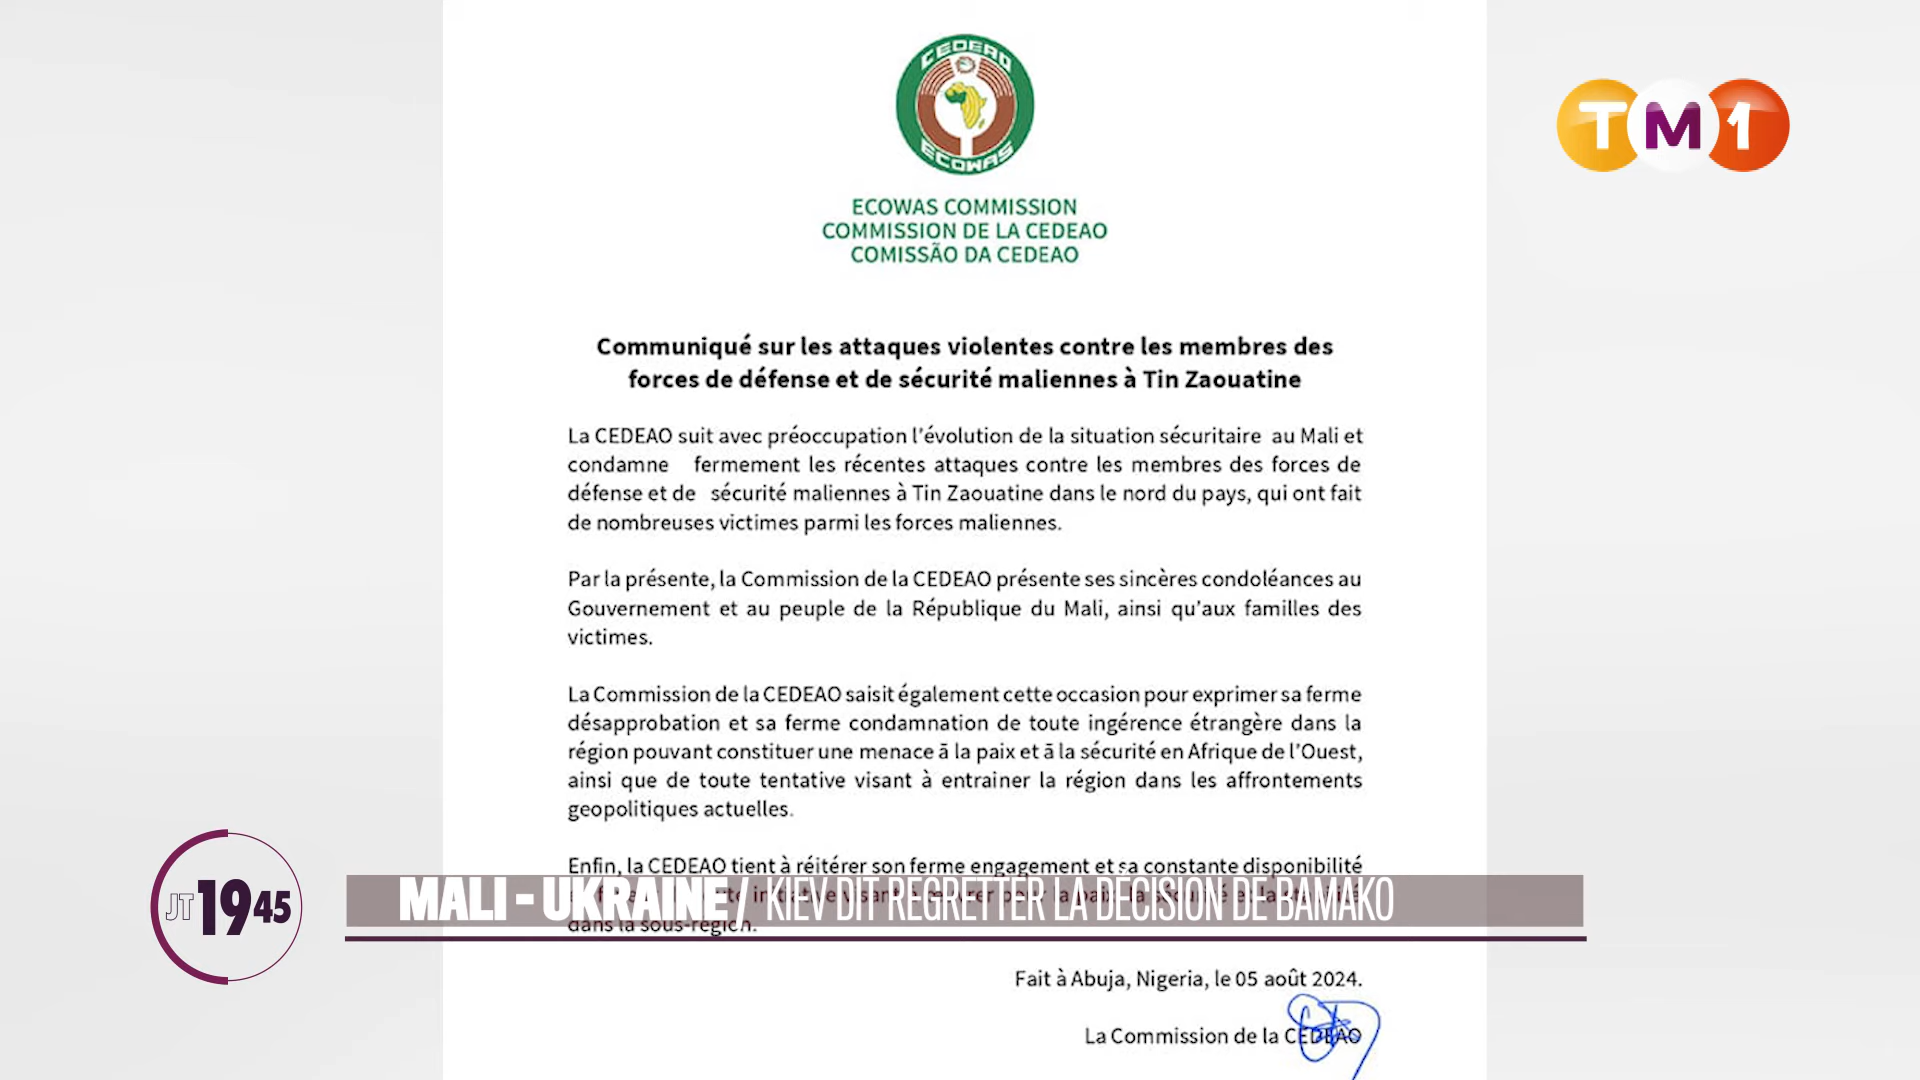 CEDEAO
ECOWAS
TM1
ECOWAS COMMISSION
COMMISSION DE LA CEDEAO
COMISSÃO DA CEDEAO
Communiqué sur les attaques violentes contre les membres des
forces de défense et de sécurité maliennes à Tin Zaouatine
La CEDEAO suit avec préoccupation l'évolution de la situation sécuritaire au Mali et
condamne fermement les récentes attaques contre les membres des forces de
défense et de sécurité maliennes à Tin Zaouatine dans le nord du pays, qui ont fait
de nombreuses victimes parmi les forces maliennes.
Par la présente, la Commission de la CEDEAO présente ses sincères condoléances au
Gouvernement et au peuple de la République du Mali, ainsi qu'aux familles des
victimes.
La Commission de la CEDEAO saisit également cette occasion pour exprimer sa ferme
désapprobation et sa ferme condamnation de toute ingérence étrangère dans la
région pouvant constituer une menace ā la paix et ā la sécurité en Afrique de l'Ouest,
ainsi que de toute tentative visant à entrainer la région dans les affrontements
geopolitiques actuelles.
Enfin, la CEDEAO tient à réitérer son ferme engagement et sa constante disponibilité
dans la sous-region.
JT 19 45
MALI - UKRAINE / KIEV DIT REGRETTER LA DECISION DE BAMAKO
Fait à Abuja, Nigeria, le 05 août 2024.
La Commission de la CEDEAO